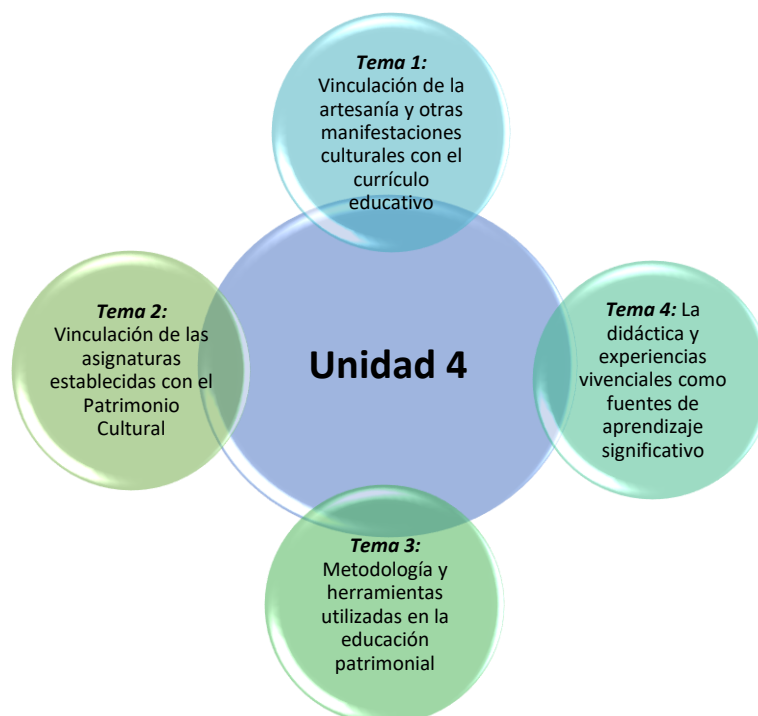 Tema 1:
Vinculación de la
artesanía y otras
manifestaciones
culturales con el
currículo
educativo
Tema 2:
Vinculación de las
asignaturas
establecidas con el
Patrimonio
Cultural
Unidad 4
Tema 4: La
didáctica y
experiencias
vivenciales como
fuentes de
aprendizaje
significativo
Tema 3:
Metodología y
herramientas
utilizadas en la
educación
patrimonial